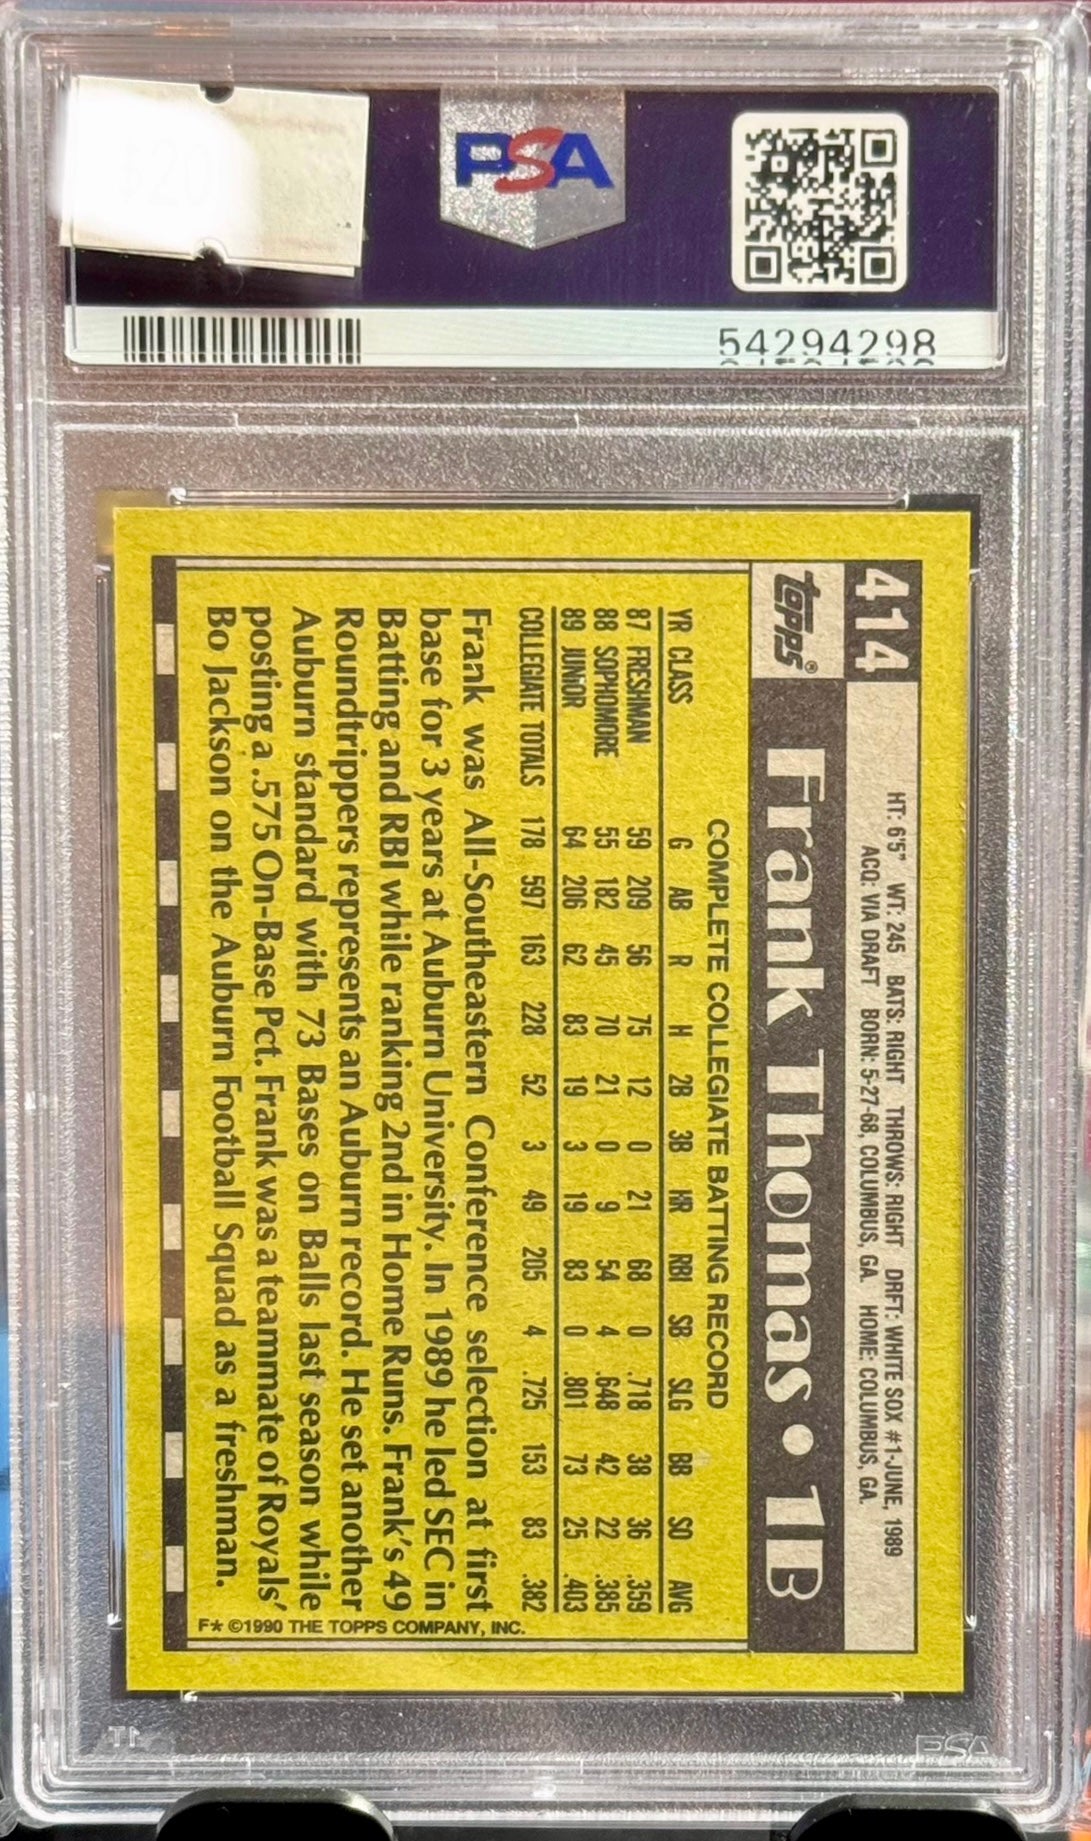 PSA
54294298
414
HT: 6'5" WT: 245 BATS: RIGHT THROWS: RIGHT DRFT: WHITE SOX #1-JUNE, 1989
ACQ: VIA DRAFT BORN: 5-27-68, COLUMBUS, GA. HOME: COLUMBUS, GA.
topps®
Frank Thomas • 1B
COMPLETE COLLEGIATE BATTING RECORD
YR CLASS G AB R H 2B 3B HR RBI SB SLG BB SO AVG
87 FRESHMAN 59 209 56 75 12 0 21 68 0 .718 38 36 .359
88 SOPHOMORE 55 182 45 70 21 0 9 54 4 .648 42 22 .385
89 JUNIOR 64 206 62 83 19 3 19 83 0 .801 73 25 .403
COLLEGIATE TOTALS 178 597 163 228 52 3 49 205 4 .725 153 83 .382
Frank was All-Southeastern Conference selection at first
base for 3 years at Auburn University. In 1989 he led SEC in
Batting and RBI while ranking 2nd in Home Runs. Frank's 49
Roundtrippers represents an Auburn record. He set another
Auburn standard with 73 Bases on Balls last season while
posting a .575 On-Base Pct. Frank was a teammate of Royals'
Bo Jackson on the Auburn Football Squad as a freshman.
F* ©1990 THE TOPPS COMPANY, INC.
PSA